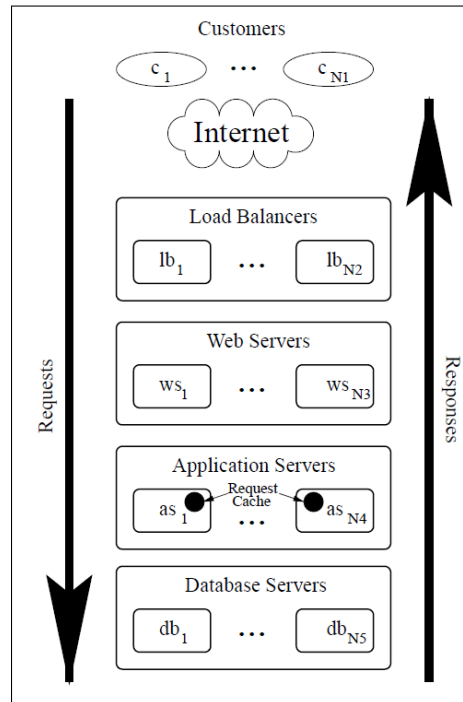 Customers
c1 ... cN1
Internet
Load Balancers
lb1 ... lbN2
Web Servers
ws1 ... wsN3
Requests
Responses
Application Servers
Request
Cache
as1 ... asN4
Database Servers
db1 ... dbN5